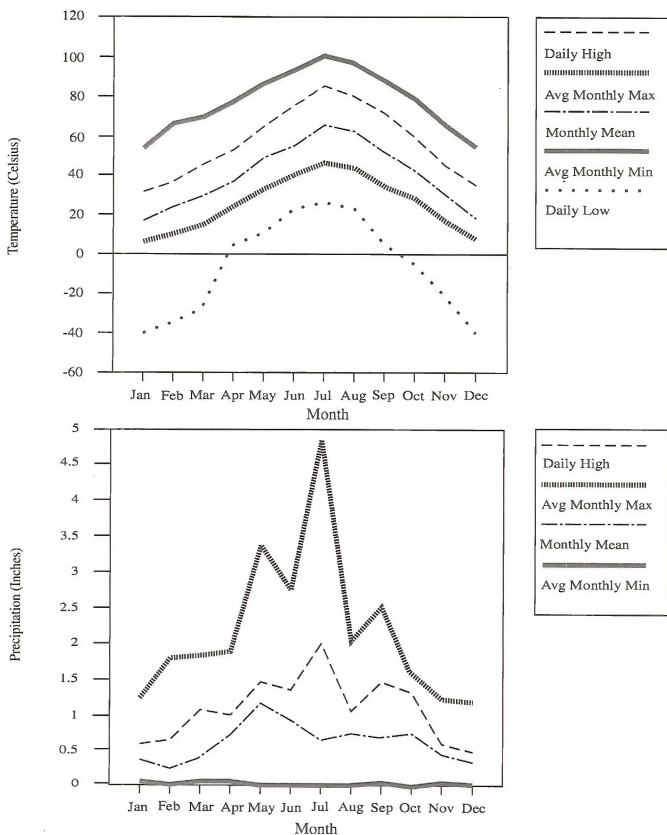 120
100
80
60
40
20
0
-20
-40
-60
Temperature (Celsius)
Jan Feb Mar Apr May Jun Jul Aug Sep Oct Nov Dec
Month
Daily High
Avg Monthly Max
Monthly Mean
Avg Monthly Min
Daily Low
5
4.5
4
3.5
3
2.5
2
1.5
1
0.5
0
Precipitation (Inches)
Jan Feb Mar Apr May Jun Jul Aug Sep Oct Nov Dec
Month
Daily High
Avg Monthly Max
Monthly Mean
Avg Monthly Min